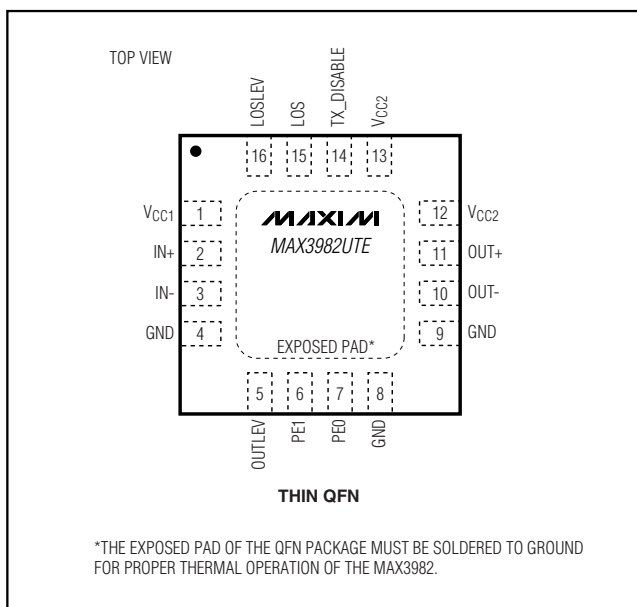 TOP VIEW
LOSLEV LOS TX_DISABLE VCC2
16 15 14 13
VCC1 1 MAXIM 12 VCC2
IN+ 2 MAX3982UTE 11 OUT+
IN- 3 10 OUT-
GND 4 EXPOSED PAD* 9 GND
5 6 7 8
OUTLEV PE1 PE0 GND
THIN QFN
*THE EXPOSED PAD OF THE QFN PACKAGE MUST BE SOLDERED TO GROUND
FOR PROPER THERMAL OPERATION OF THE MAX3982.